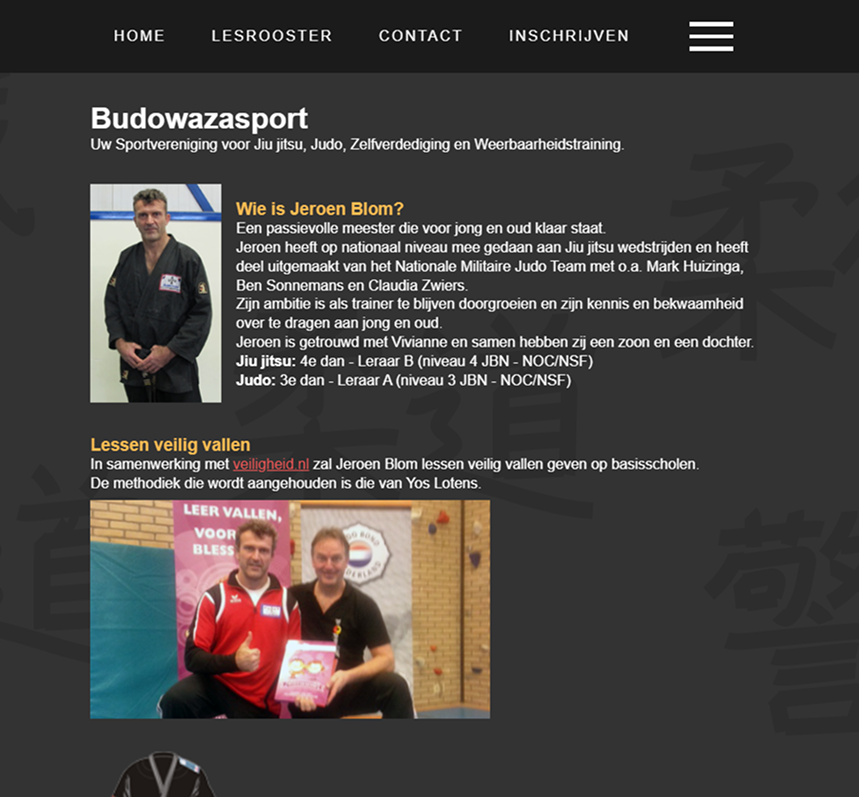 HOME LESROOSTER CONTACT INSCHRIJVEN
Budowazasport
Uw Sportvereniging voor Jiu jitsu, Judo, Zelfverdediging en Weerbaarheidstraining.
Wie is Jeroen Blom?
Een passievolle meester die voor jong en oud klaar staat.
Jeroen heeft op nationaal niveau mee gedaan aan Jiu jitsu wedstrijden en heeft
deel uitgemaakt van het Nationale Militaire Judo Team met o.a. Mark Huizinga,
Ben Sonnemans en Claudia Zwiers.
Zijn ambitie is als trainer te blijven doorgroeien en zijn kennis en bekwaamheid
over te dragen aan jong en oud.
Jeroen is getrouwd met Vivianne en samen hebben zij een zoon en een dochter.
Jiu jitsu: 4e dan - Leraar B (niveau 4 JBN - NOC/NSF)
Judo: 3e dan - Leraar A (niveau 3 JBN - NOC/NSF)
柔
柔道
道
警
Lessen veilig vallen
In samenwerking met veiligheid.nl zal Jeroen Blom lessen veilig vallen geven op basisscholen.
De methodiek die wordt aangehouden is die van Yos Lotens.
LEER VALLEN,
VOOR
BLESS